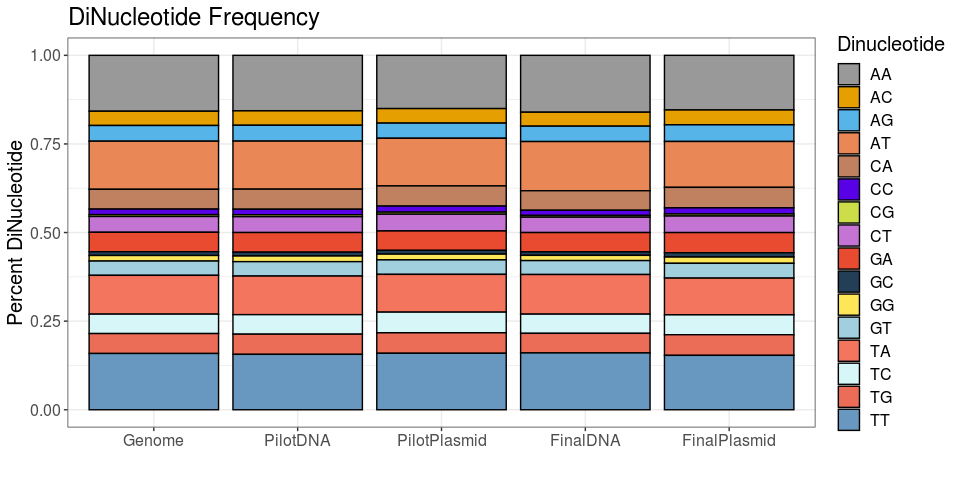 DiNucleotide Frequency
Percent DiNucleotide
1.00
0.75
0.50
0.25
0.00
Genome
PilotDNA
PilotPlasmid
FinalDNA
FinalPlasmid
Dinucleotide
AA
AC
AG
AT
CA
CC
CG
CT
GA
GC
GG
GT
TA
TC
TG
TT